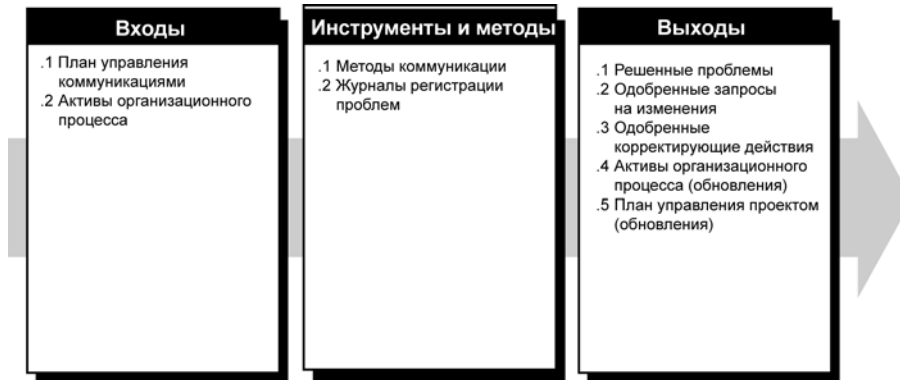 Входы
.1 План управления
коммуникациями
.2 Активы организационного
процесса
Инструменты и методы
.1 Методы коммуникации
.2 Журналы регистрации
проблем
Выходы
.1 Решенные проблемы
.2 Одобренные запросы
на изменения
.3 Одобренные
корректирующие действия
.4 Активы организационного
процесса (обновления)
.5 План управления проектом
(обновления)